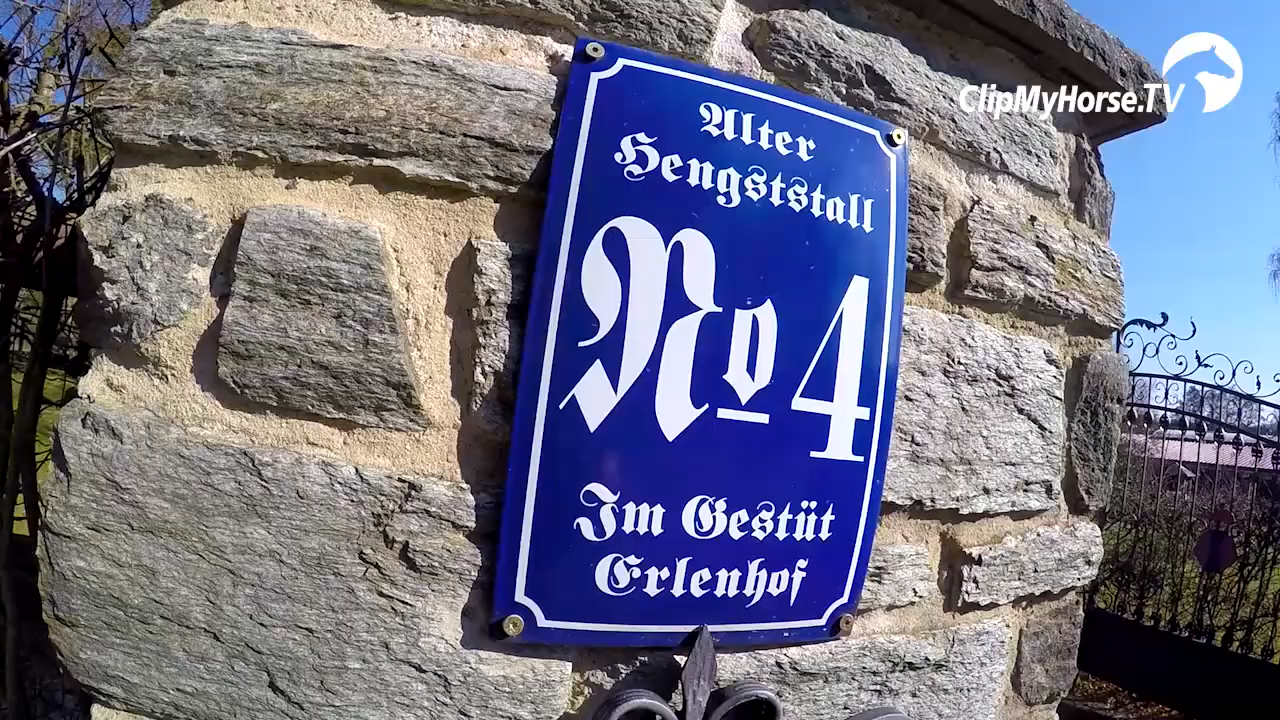 ClipMyHorse.TV
Alter
Hengststall
No 4
Im Gestüt
Erlenhof